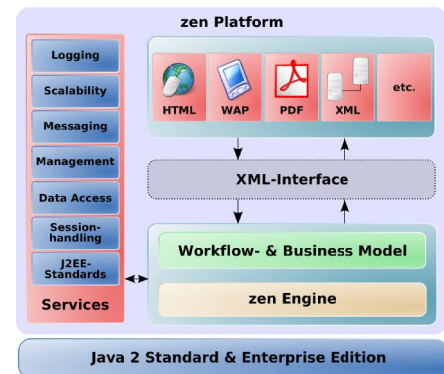 zen Platform
Logging
Scalability
Messaging
Management
Data Access
Session-
handling
J2EE-
Standards
Services
HTML
WAP
PDF
XML
etc.
XML-Interface
Workflow- & Business Model
zen Engine
Java 2 Standard & Enterprise Edition